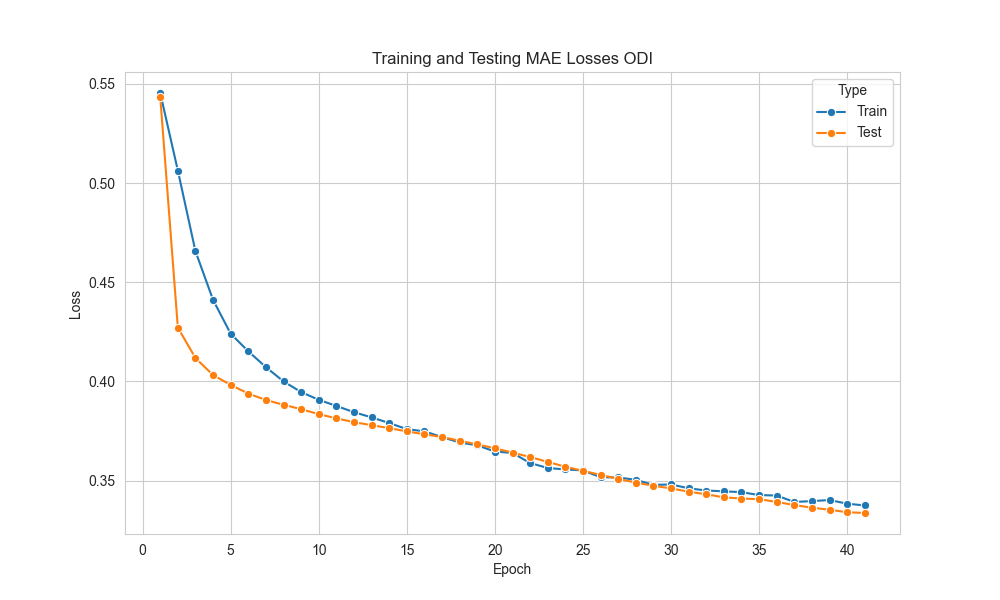 Training and Testing MAE Losses ODI
Type
Train
Test
Loss
0.55
0.50
0.45
0.40
0.35
0 5 10 15 20 25 30 35 40
Epoch